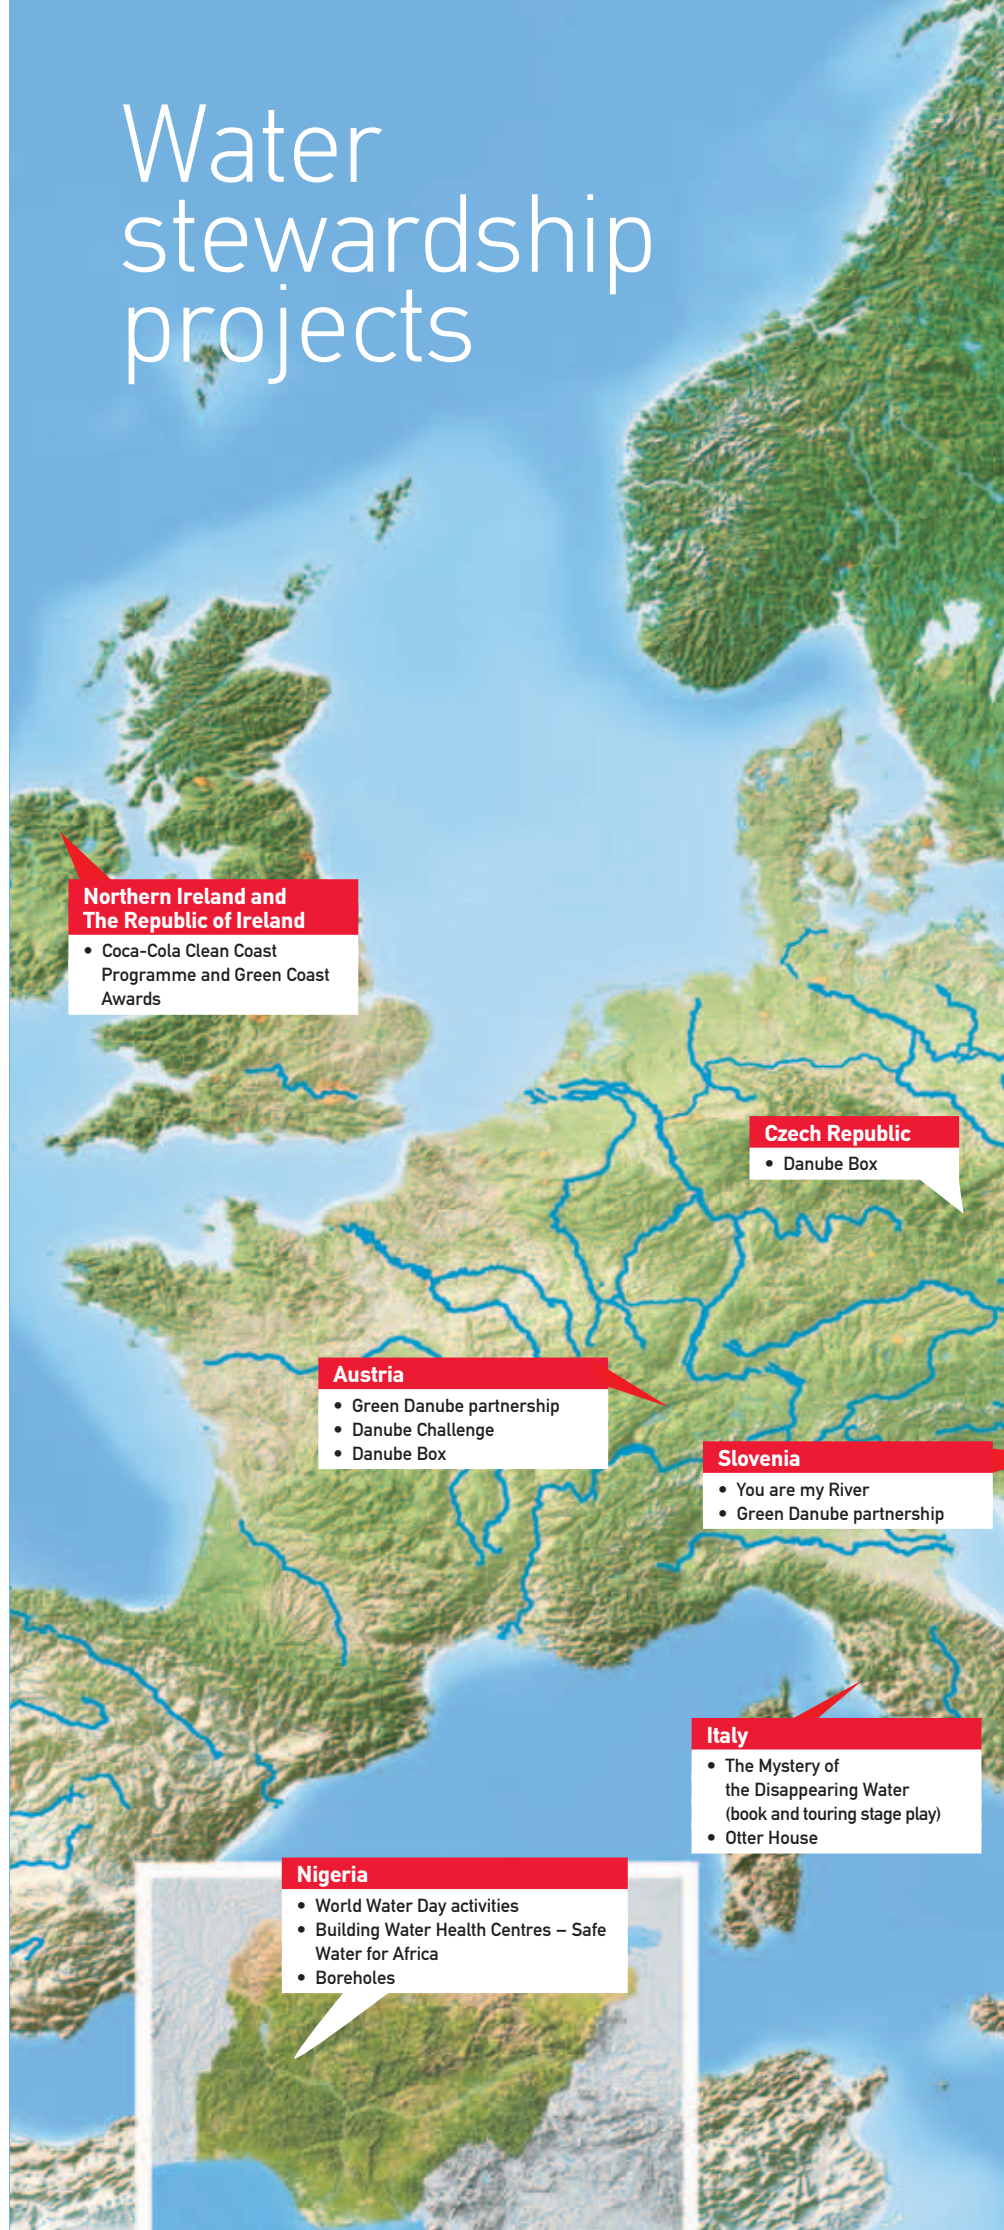 Water
stewardship
projects
Northern Ireland and
The Republic of Ireland
• Coca-Cola Clean Coast
Programme and Green Coast
Awards
Czech Republic
• Danube Box
Austria
• Green Danube partnership
• Danube Challenge
• Danube Box
Slovenia
• You are my River
• Green Danube partnership
Italy
• The Mystery of
the Disappearing Water
(book and touring stage play)
• Otter House
Nigeria
• World Water Day activities
• Building Water Health Centres – Safe
Water for Africa
• Boreholes